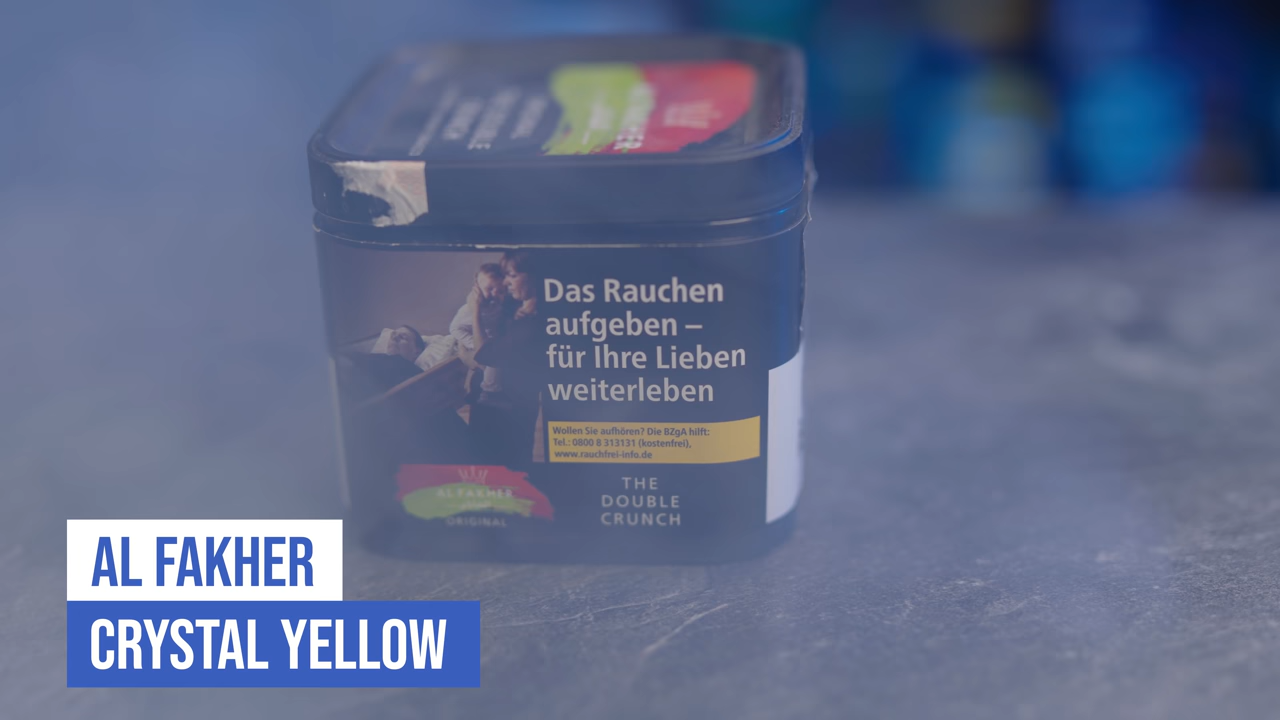 Das Rauchen
aufgeben –
für Ihre Lieben
weiterleben
Wollen Sie aufhören? Die BZgA hilft:
Tel.: 0800 8 313131 (kostenfrei),
www.rauchfrei-info.de
AL FAKHER
ORIGINAL
THE
DOUBLE
CRUNCH
AL FAKHER
CRYSTAL YELLOW